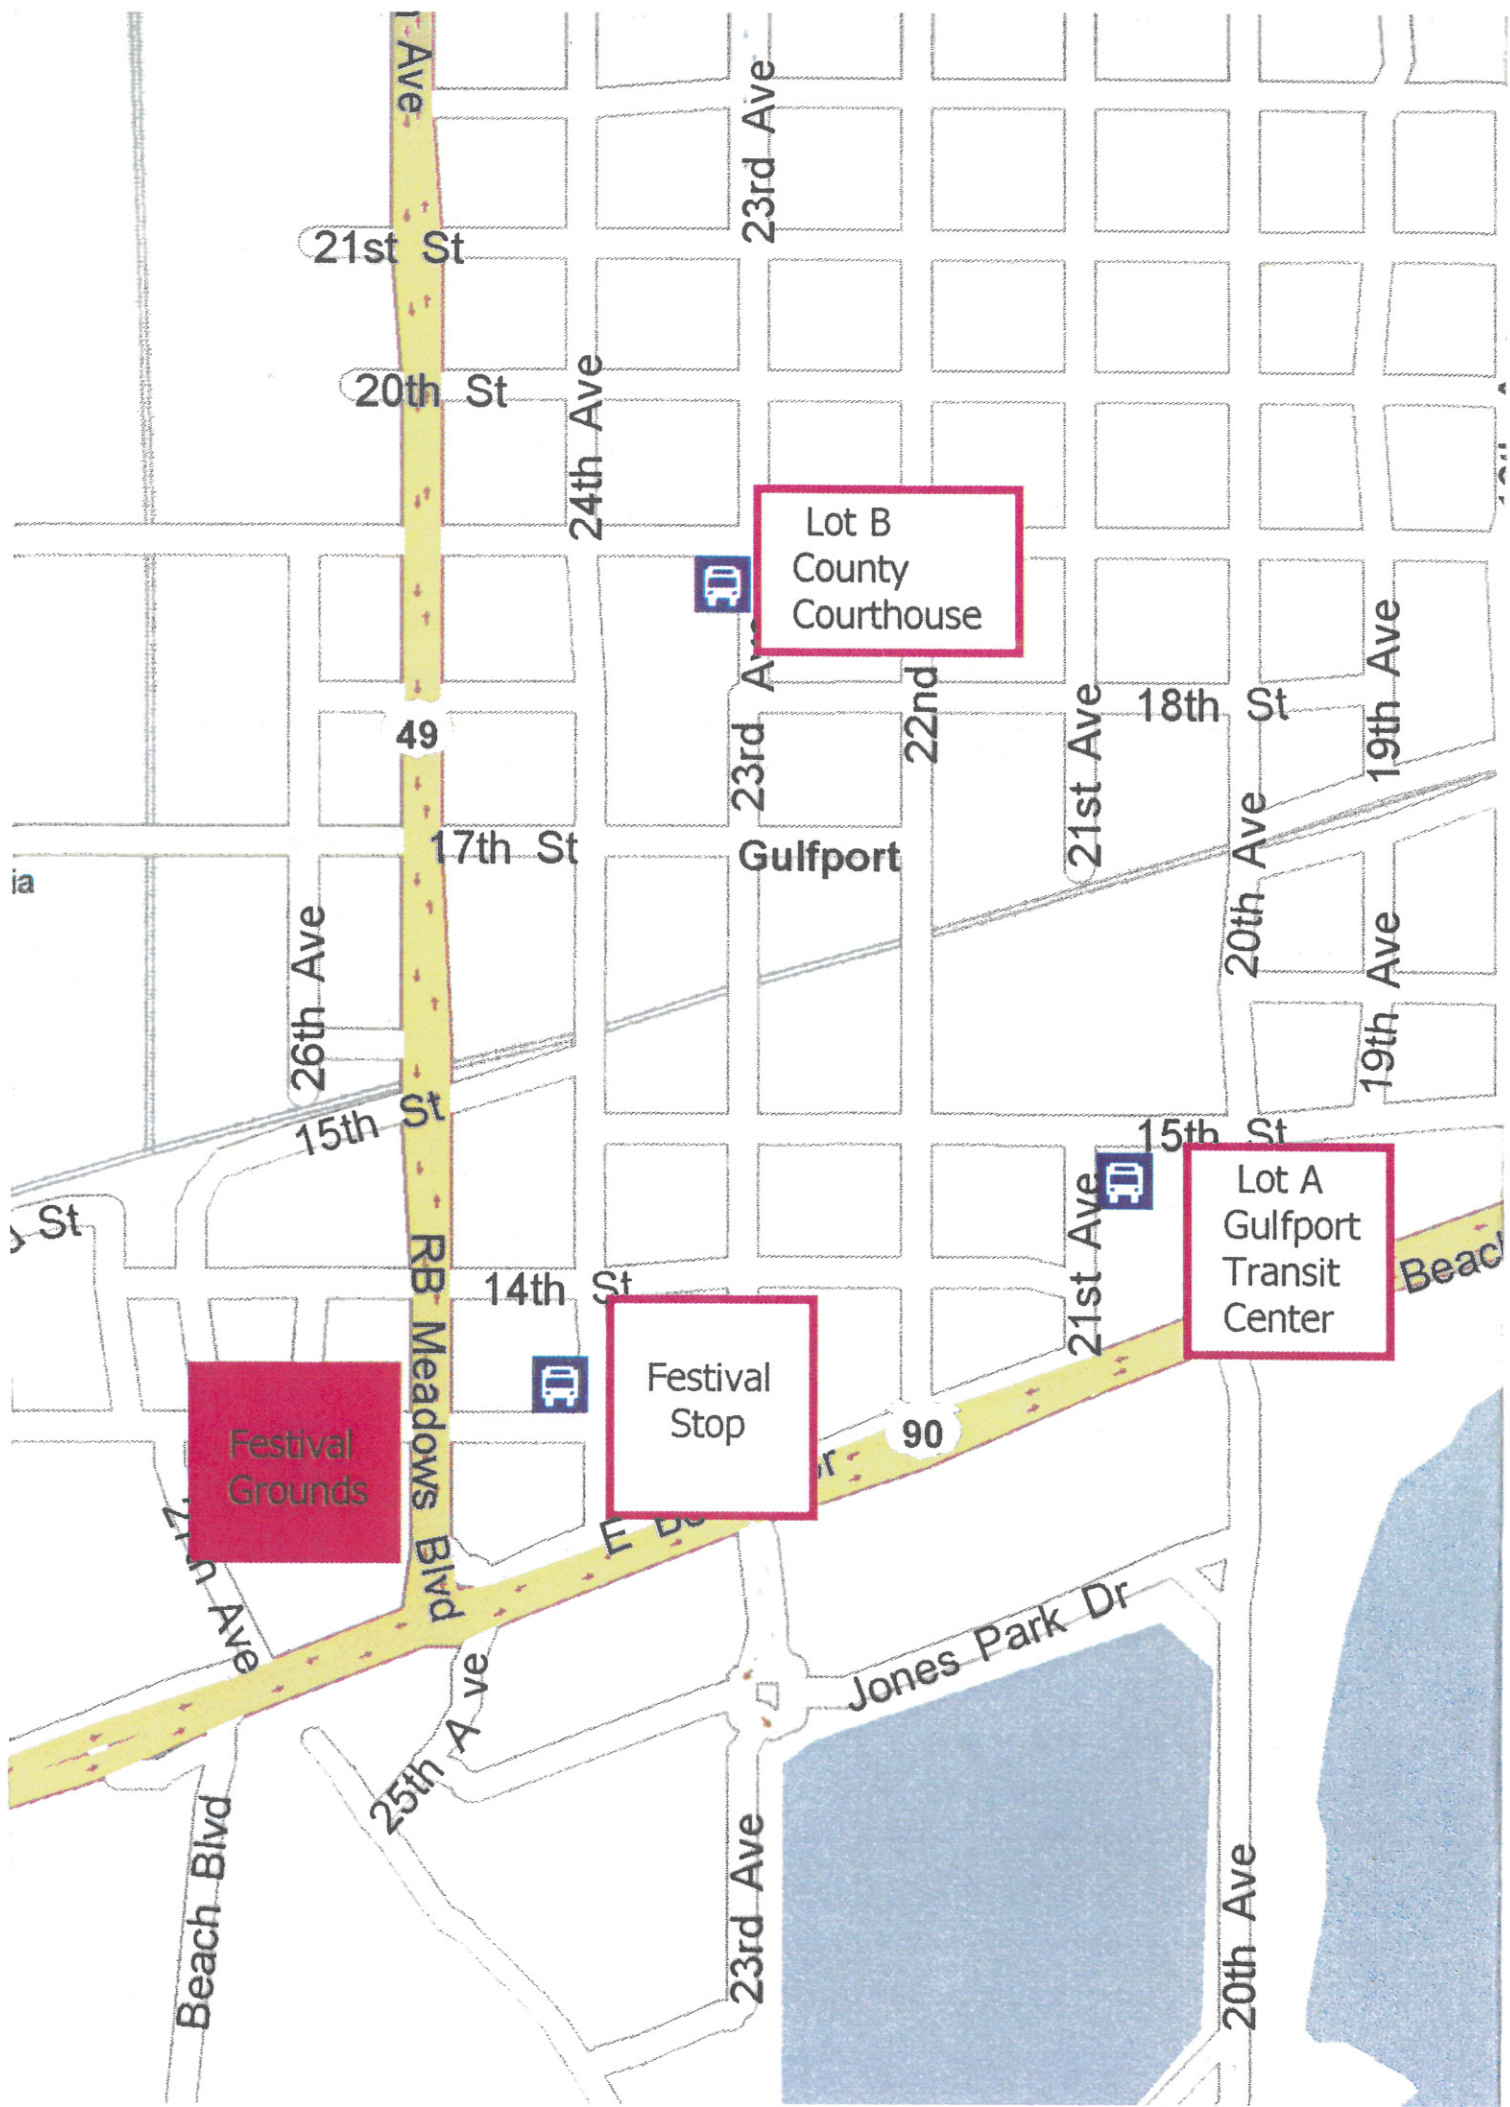 Ave
23rd Ave
21st St
20th St
24th Ave
Lot B
County
Courthouse
23rd Ave
22nd
21st Ave
18th St
19th Ave
49
17th St
Gulfport
ia
20th Ave
26th Ave
19th Ave
15th St
15th St
St
21st Ave
Lot A
Gulfport
Transit
Center
Beach
RB Meadows Blvd
14th St
Festival
Stop
90
Festival
Grounds
E
Ave
Jones Park Dr
25th Ave
Beach Blvd
23rd Ave
20th Ave